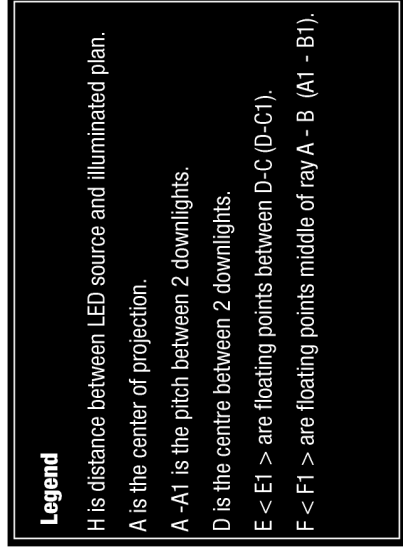 Legend
H is distance between LED source and illuminated plan.
A is the center of projection.
A -A1 is the pitch between 2 downlights.
D is the centre between 2 downlights.
E < E1 > are floating points between D-C (D-C1).
F < F1 > are floating points middle of ray A - B (A1 - B1).